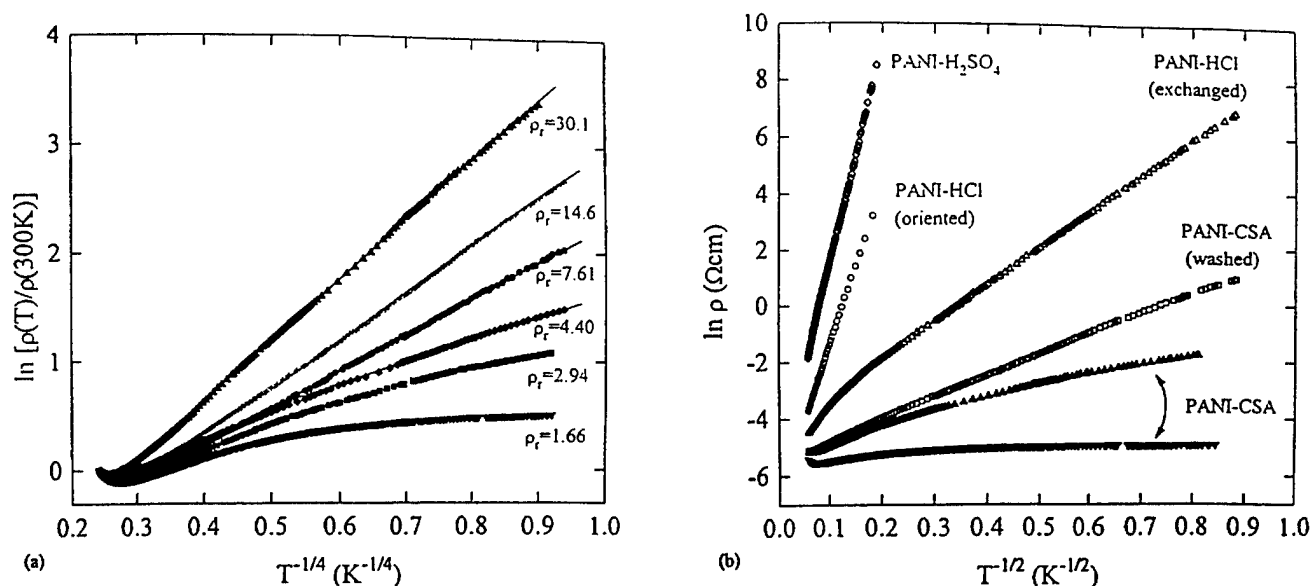 4
3
2
1
0
ln [ρ(T)/ρ(300K)]
ρr=30.1
ρr=14.6
ρr=7.61
ρr=4.40
ρr=2.94
ρr=1.66
0.2 0.3 0.4 0.5 0.6 0.7 0.8 0.9 1.0
(a)
T-1/4 (K-1/4)
10
8
6
4
2
0
-2
-4
-6
ln ρ (Ωcm)
PANI-H2SO4
PANI-HCl
(exchanged)
PANI-HCl
(oriented)
PANI-CSA
(washed)
PANI-CSA
0.0 0.1 0.2 0.3 0.4 0.5 0.6 0.7 0.8 0.9 1.0
(b)
T-1/2 (K-1/2)